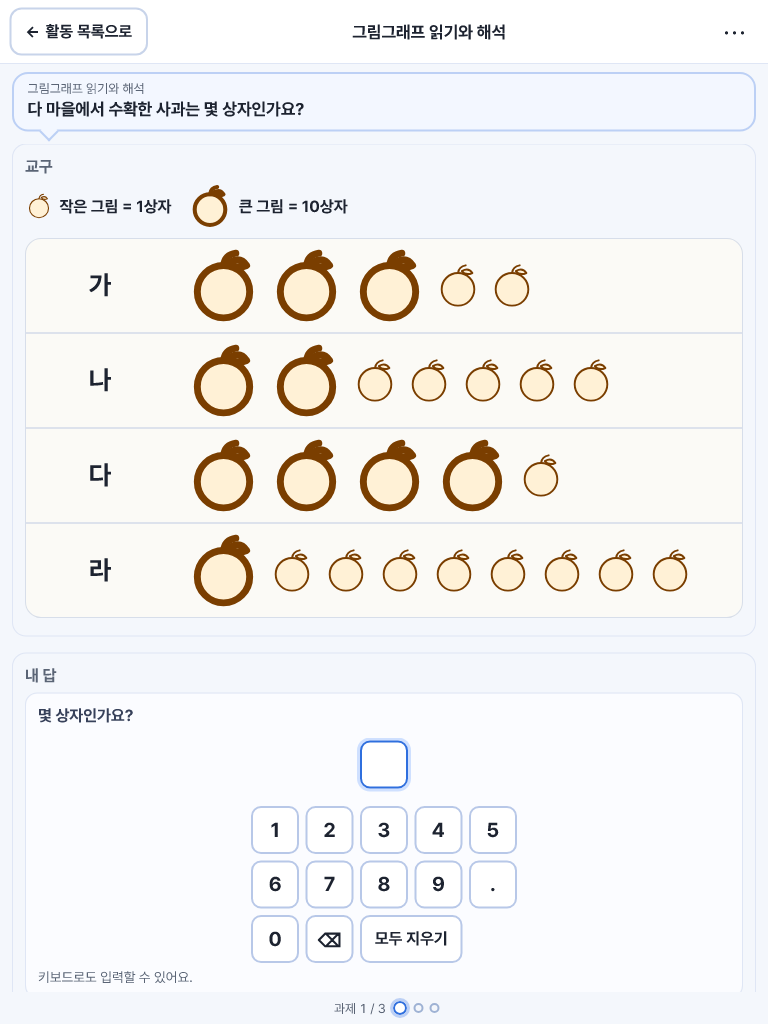 ← 활동 목록으로
그림그래프 읽기와 해석
...
그림그래프 읽기와 해석
다 마을에서 수확한 사과는 몇 상자인가요?
교구
작은 그림 = 1상자 큰 그림 = 10상자
가
나
다
라
내 답
몇 상자인가요?
1 2 3 4 5
6 7 8 9 .
0 ⌫ 모두 지우기
키보드로도 입력할 수 있어요.
과제 1 / 3